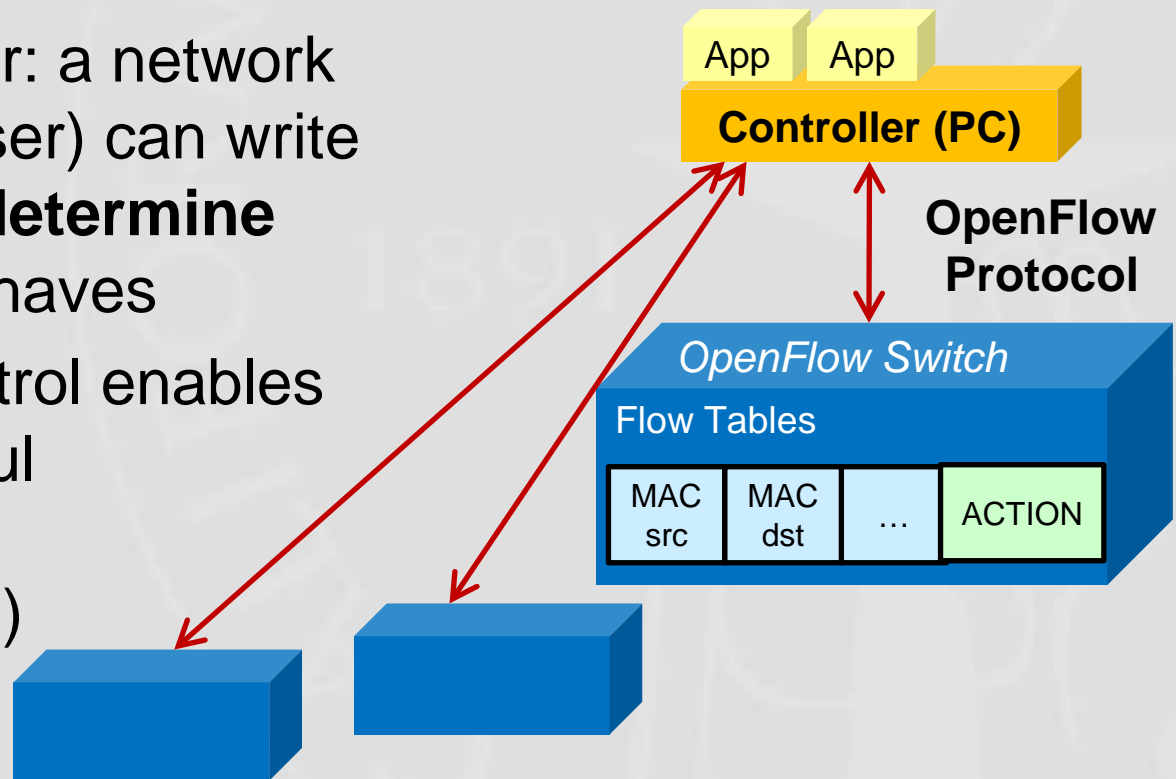 r: a network
ser) can write
determine
haves
trol enables
ul
)
App App
Controller (PC)
OpenFlow
Protocol
OpenFlow Switch
Flow Tables
MAC
src
MAC
dst
…
ACTION
1891